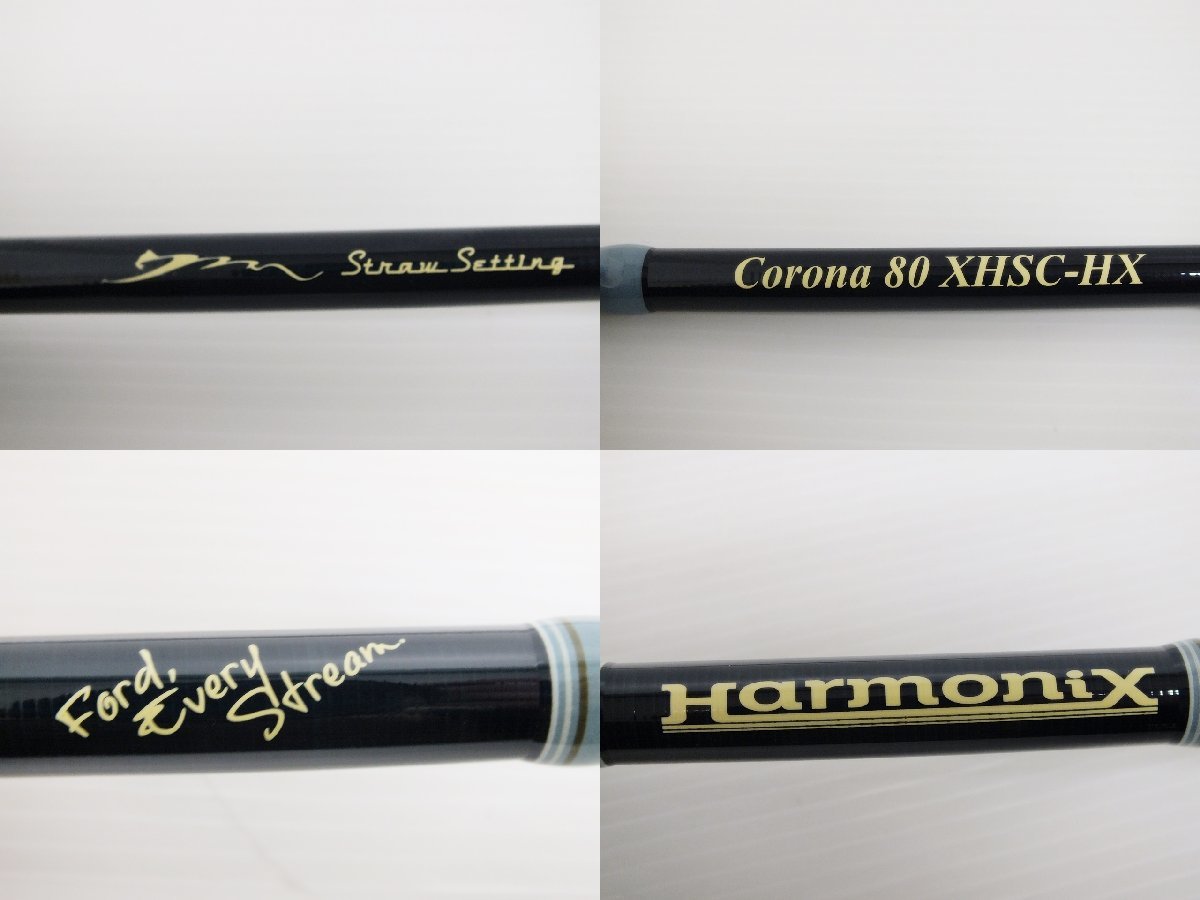 Straw Setting
Corona 80 XHSC-HX
Ford,
Every
Stream
HarmoniX